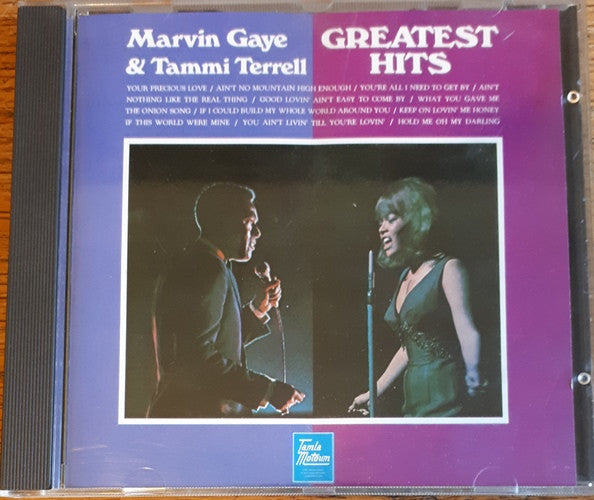 Marvin Gaye
& Tammi Terrell
GREATEST
HITS
YOUR PRECIOUS LOVE / AIN'T NO MOUNTAIN HIGH ENOUGH / YOU'RE ALL I NEED TO GET BY / AIN'T
NOTHING LIKE THE REAL THING / GOOD LOVIN' AIN'T EASY TO COME BY / WHAT YOU GAVE ME
THE ONION SONG / IF I COULD BUILD MY WHOLE WORLD AROUND YOU / KEEP ON LOVIN' ME HONEY
IF THIS WORLD WERE MINE / YOU AIN'T LIVIN' TILL YOU'RE LOVIN' / HOLD ME OH MY DARLING
Tamla
Motown